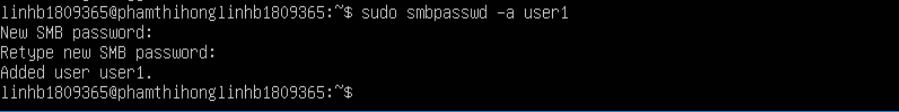 linhb1809365@phamthihonglinhb1809365:~$ sudo smbpasswd -a user1
New SMB password:
Retype new SMB password:
Added user user1.
linhb1809365@phamthihonglinhb1809365:~$